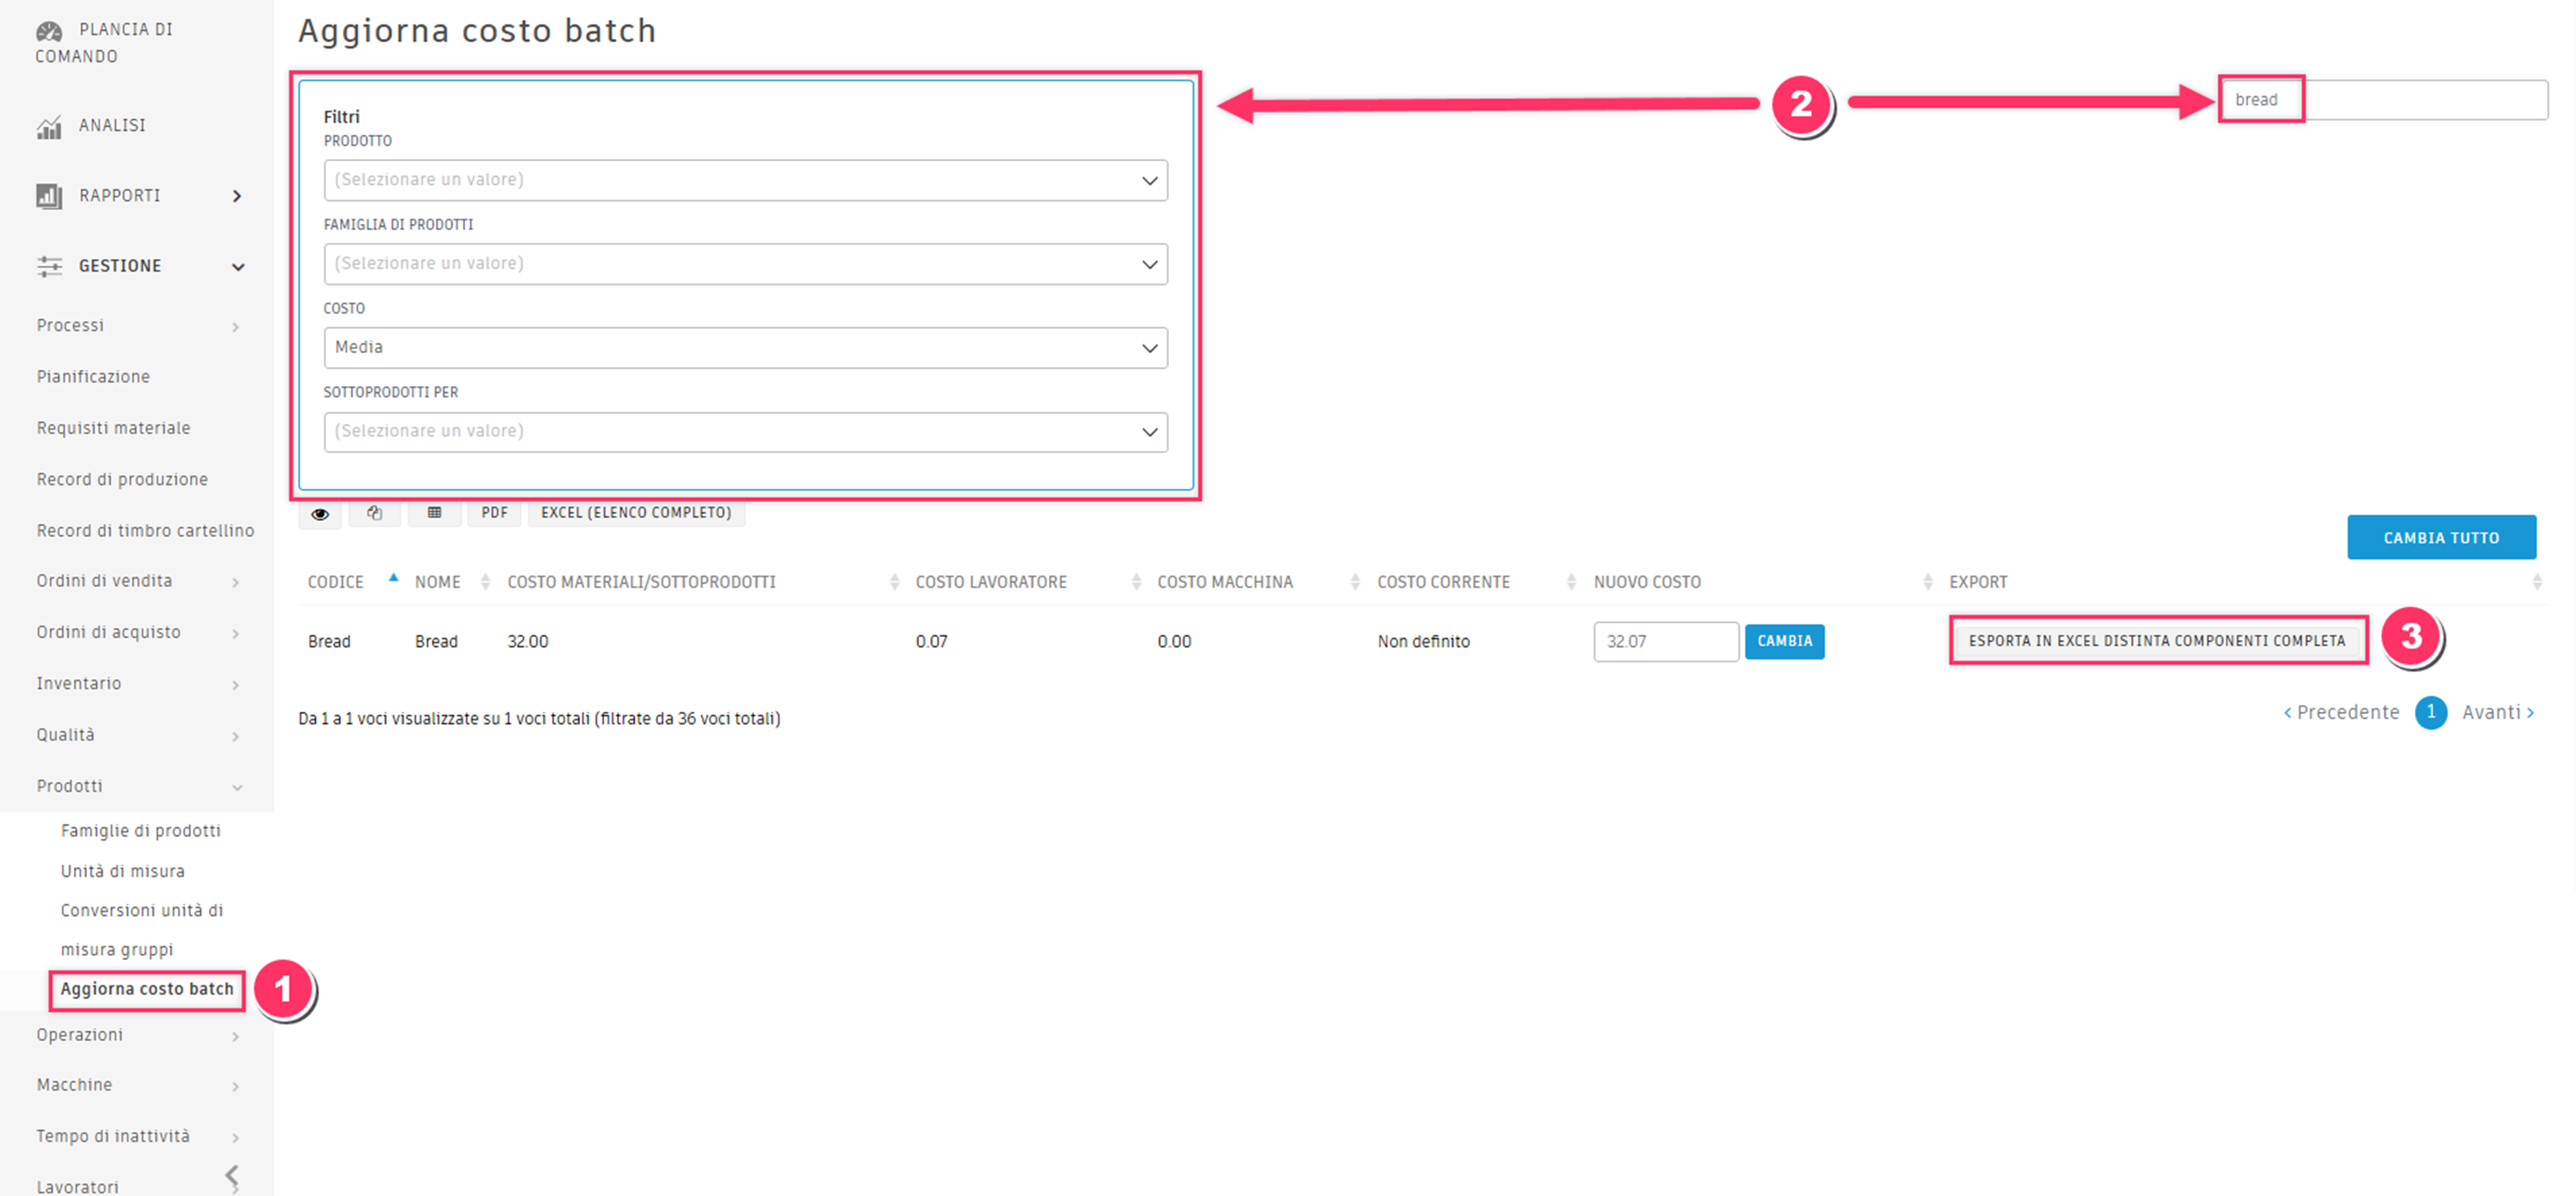 PLANCIA DI
COMANDO
ANALISI
RAPPORTI
GESTIONE
Processi
Pianificazione
Requisiti materiale
Record di produzione
Record di timbro cartellino
Ordini di vendita
Ordini di acquisto
Inventario
Qualità
Prodotti
Famiglie di prodotti
Unità di misura
Conversioni unità di
misura gruppi
Aggiorna costo batch
1
Operazioni
Macchine
Tempo di inattività
Lavoratori
Aggiorna costo batch
Filtri
PRODOTTO
(Selezionare un valore)
FAMIGLIA DI PRODOTTI
(Selezionare un valore)
COSTO
Media
SOTTOPRODOTTI PER
(Selezionare un valore)
2
bread
PDF EXCEL (ELENCO COMPLETO)
CAMBIA TUTTO
CODICE NOME COSTO MATERIALI/SOTTOPRODOTTI COSTO LAVORATORE COSTO MACCHINA COSTO CORRENTE NUOVO COSTO EXPORT
Bread Bread 32.00 0.07 0.00 Non definito 32.07 CAMBIA ESPORTA IN EXCEL DISTINTA COMPONENTI COMPLETA 3
Da 1 a 1 voci visualizzate su 1 voci totali (filtrate da 36 voci totali)
Precedente 1 Avanti